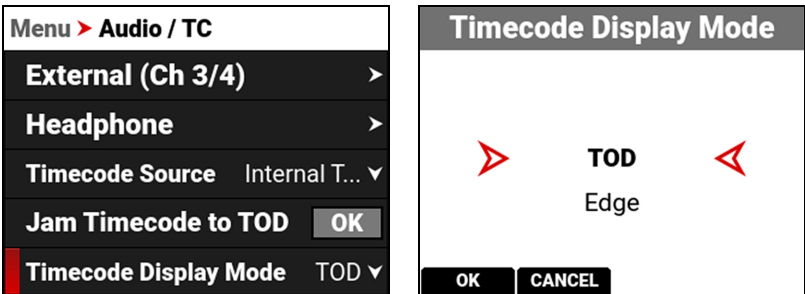 Menu Audio / TC
External (Ch 3/4)
Headphone
Timecode Source Internal T...
Jam Timecode to TOD OK
Timecode Display Mode TOD
Timecode Display Mode
TOD
Edge
OK CANCEL